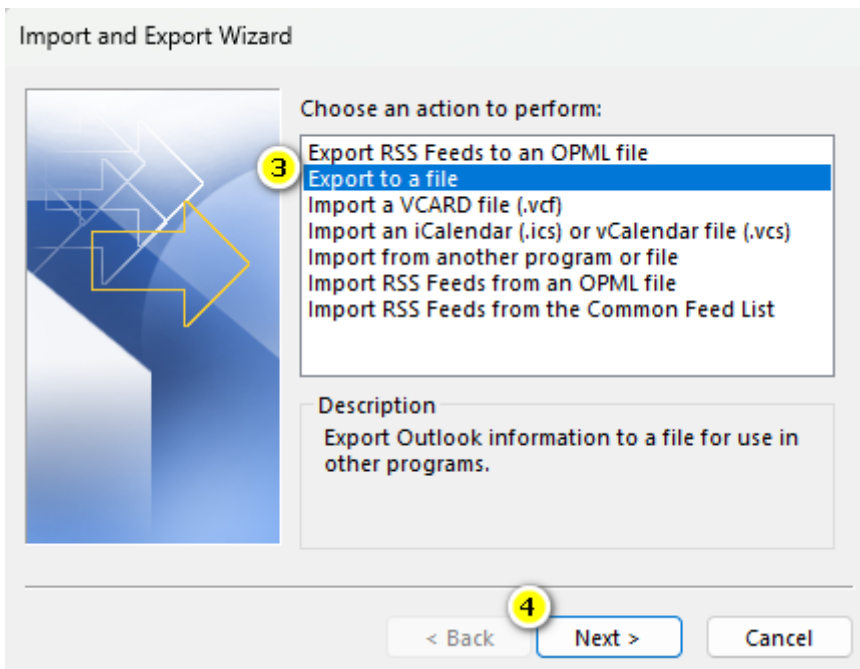 Import and Export Wizard
Choose an action to perform:
3
Export RSS Feeds to an OPML file
Export to a file
Import a VCARD file (.vcf)
Import an iCalendar (.ics) or vCalendar file (.vcs)
Import from another program or file
Import RSS Feeds from an OPML file
Import RSS Feeds from the Common Feed List
Description
Export Outlook information to a file for use in
other programs.
4
< Back Next > Cancel